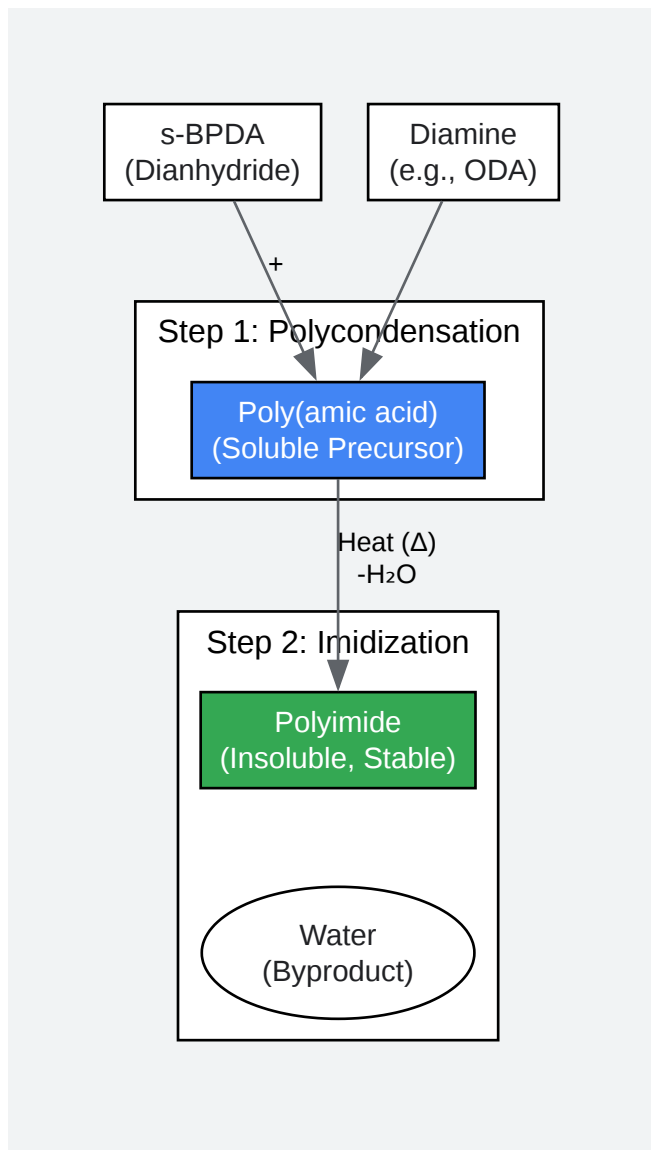 s-BPDA
(Dianhydride)
Diamine
(e.g., ODA)
+
Step 1: Polycondensation
Poly(amic acid)
(Soluble Precursor)
Heat (Δ)
-H₂O
Step 2: Imidization
Polyimide
(Insoluble, Stable)
Water
(Byproduct)